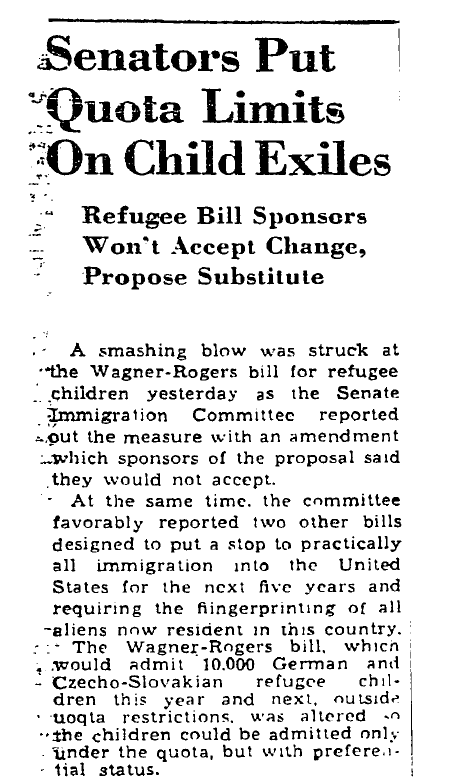 Senators Put
Quota Limits
On Child Exiles
Refugee Bill Sponsors
Won't Accept Change,
Propose Substitute
A smashing blow was struck at
the Wagner-Rogers bill for refugee
children yesterday as the Senate
Immigration Committee reported
out the measure with an amendment
which sponsors of the proposal said
they would not accept.
At the same time, the committee
favorably reported two other bills
designed to put a stop to practically
all immigration into the United
States for the next five years and
requiring the fiingerprinting of all
aliens now resident in this country.
The Wagner-Rogers bill, which
would admit 10.000 German and
Czecho-Slovakian refugee chil-
dren this year and next, outside
uoqta restrictions, was altered so
the children could be admitted only
under the quota, but with preferen-
tial status.